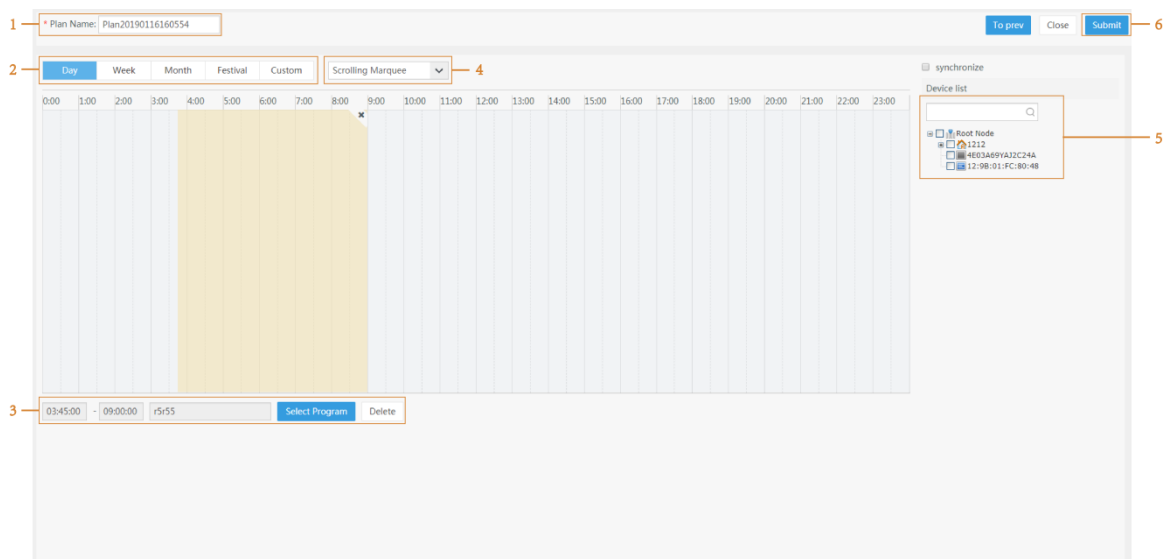 1 * Plan Name: Plan20190116160554 To prev Close Submit 6
2 Day Week Month Festival Custom Scrolling Marquee 4 synchronize
Device list
0:00 1:00 2:00 3:00 4:00 5:00 6:00 7:00 8:00 9:00 10:00 11:00 12:00 13:00 14:00 15:00 16:00 17:00 18:00 19:00 20:00 21:00 22:00 23:00
Root Node
5
1212
4E03A69YAJ2C24A
12:9B:01:FC:80:48
3 03:45:00 - 09:00:00 r5r55 Select Program Delete